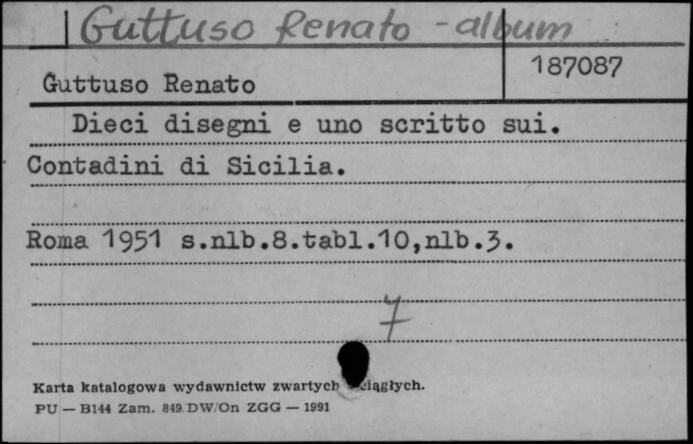 Guttuso Renato - album
187087
Guttuso Renato
Dieci disegni e uno scritto sui.
Contadini di Sicilia.
Roma 1951 s.nlb.8.tabl.10,nlb.3.
7
Karta katalogowa wydawnictw zwartych ciągłych.
PU — B144 Zam. 849 DW/On ZGG — 1991